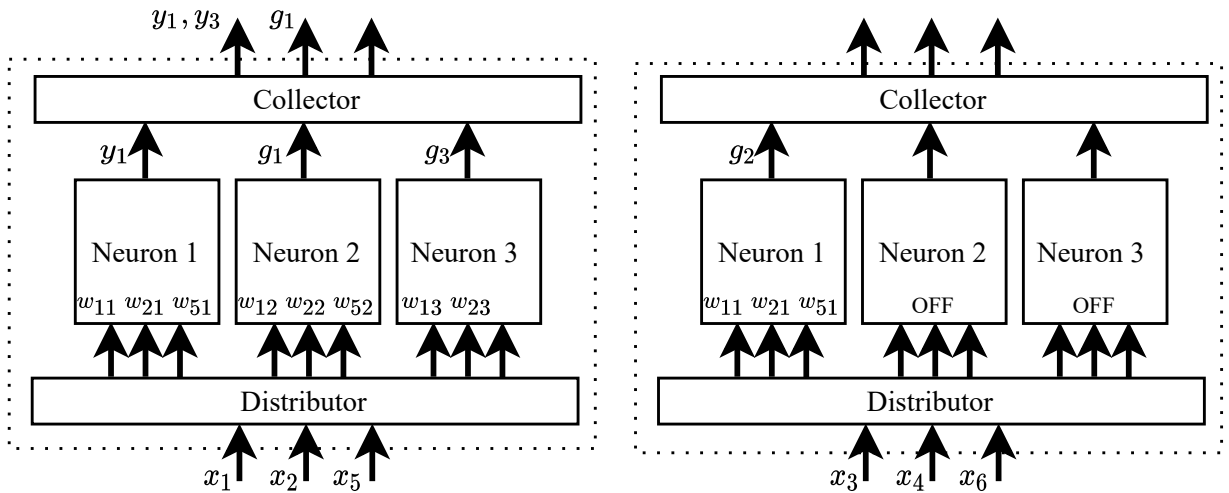 y₁, y₃ g₁
Collector Collector
y₁ g₁ g₃ g₂
Neuron 1 Neuron 2 Neuron 3 Neuron 1 Neuron 2 Neuron 3
w₁₁ w₂₁ w₅₁ w₁₂ w₂₂ w₅₂ w₁₃ w₂₃ w₁₁ w₂₁ w₅₁ OFF OFF
Distributor Distributor
x₁ x₂ x₅ x₃ x₄ x₆